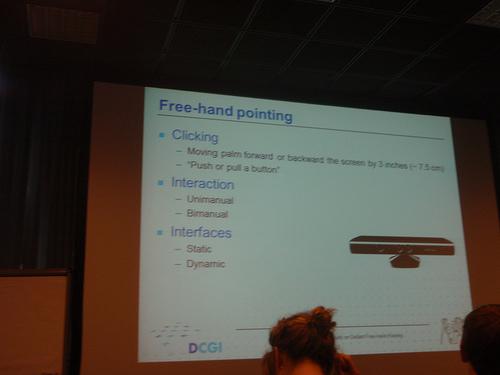 Free-hand pointing
Clicking
– Moving palm forward or backward the screen by 3 inches (~ 7.5 cm)
– "Push or pull a button"
Interaction
– Unimanual
– Bimanual
Interfaces
– Static
– Dynamic
DCGI